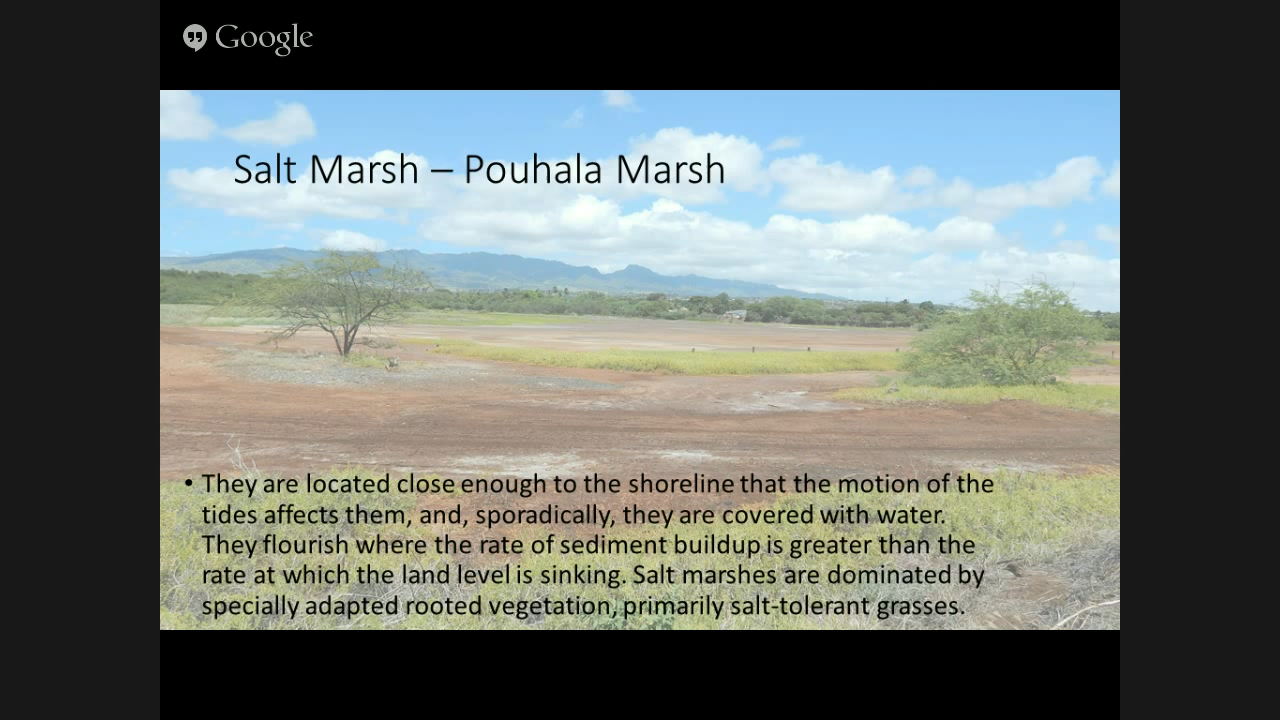 Google
Salt Marsh – Pouhala Marsh
• They are located close enough to the shoreline that the motion of the
tides affects them, and, sporadically, they are covered with water.
They flourish where the rate of sediment buildup is greater than the
rate at which the land level is sinking. Salt marshes are dominated by
specially adapted rooted vegetation, primarily salt-tolerant grasses.